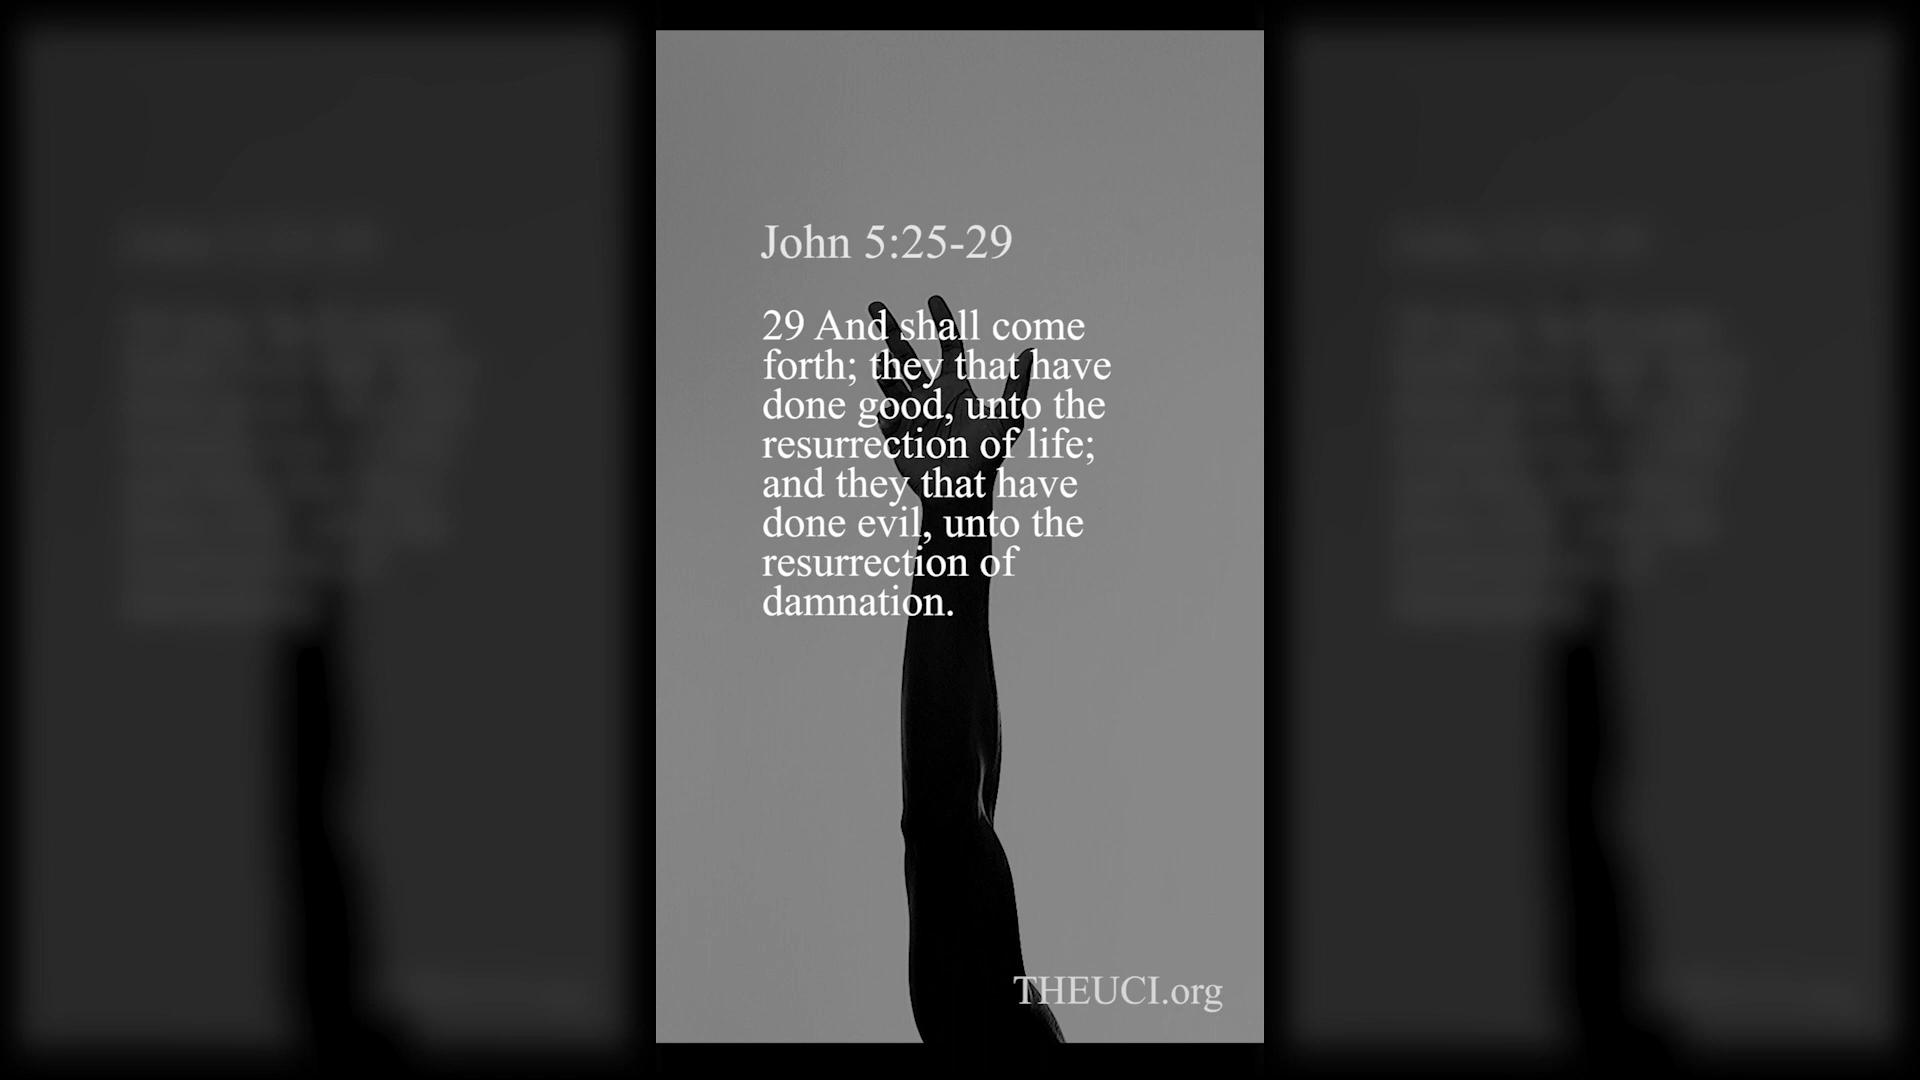 John 5:25-29
29 And shall come
forth; they that have
done good, unto the
resurrection of life;
and they that have
done evil, unto the
resurrection of
damnation.
THEUCI.org